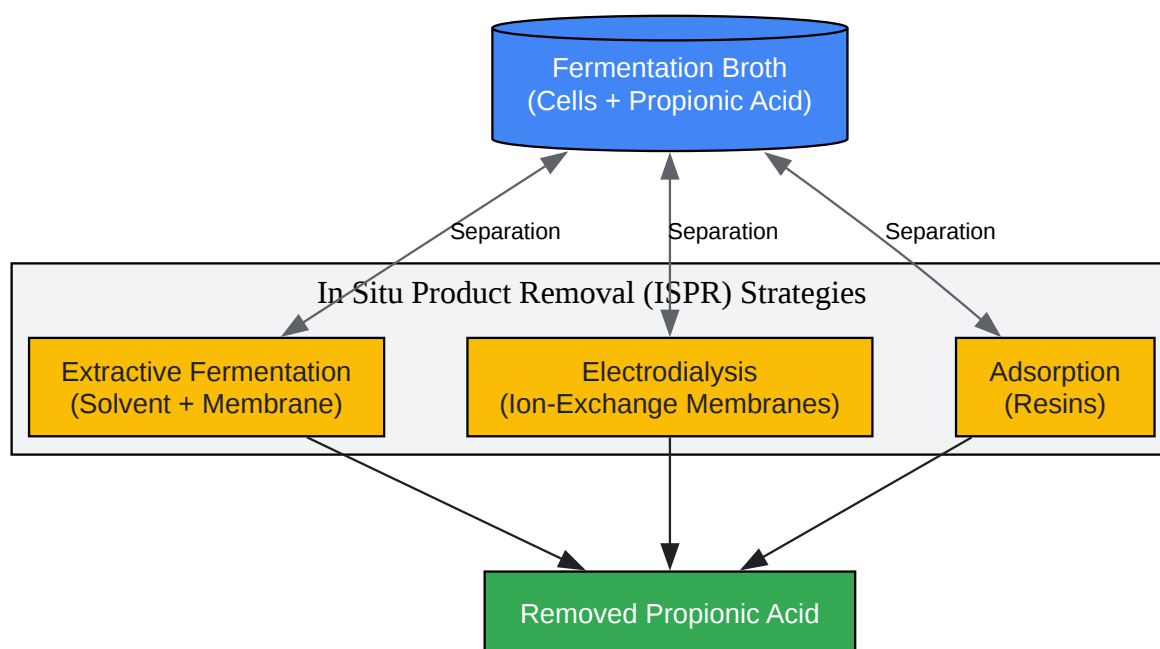 Fermentation Broth
(Cells + Propionic Acid)
Separation
Separation
Separation
In Situ Product Removal (ISPR) Strategies
Extractive Fermentation
(Solvent + Membrane)
Electrodialysis
(Ion-Exchange Membranes)
Adsorption
(Resins)
Removed Propionic Acid